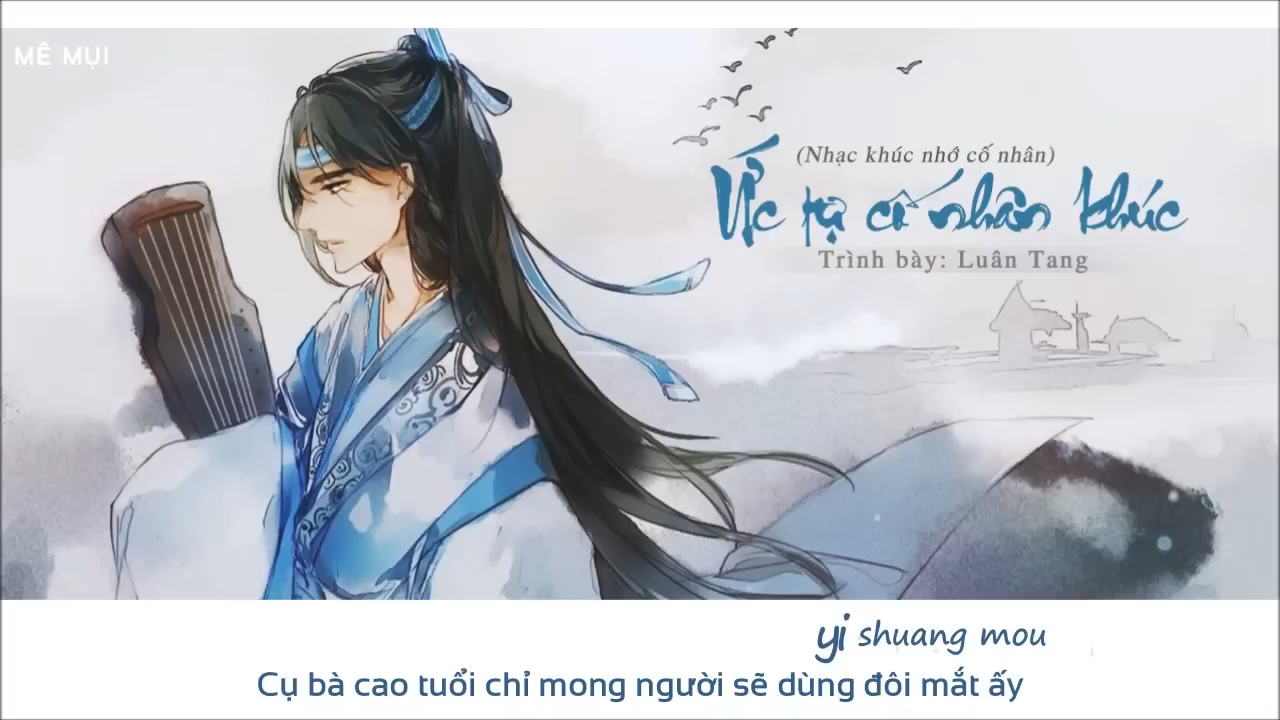 MÊ MỤI
(Nhạc khúc nhớ cố nhân)
Ức tự cố nhân khúc
Trình bày: Luân Tang
yi shuang mou
Cụ bà cao tuổi chỉ mong người sẽ dùng đôi mắt ấy